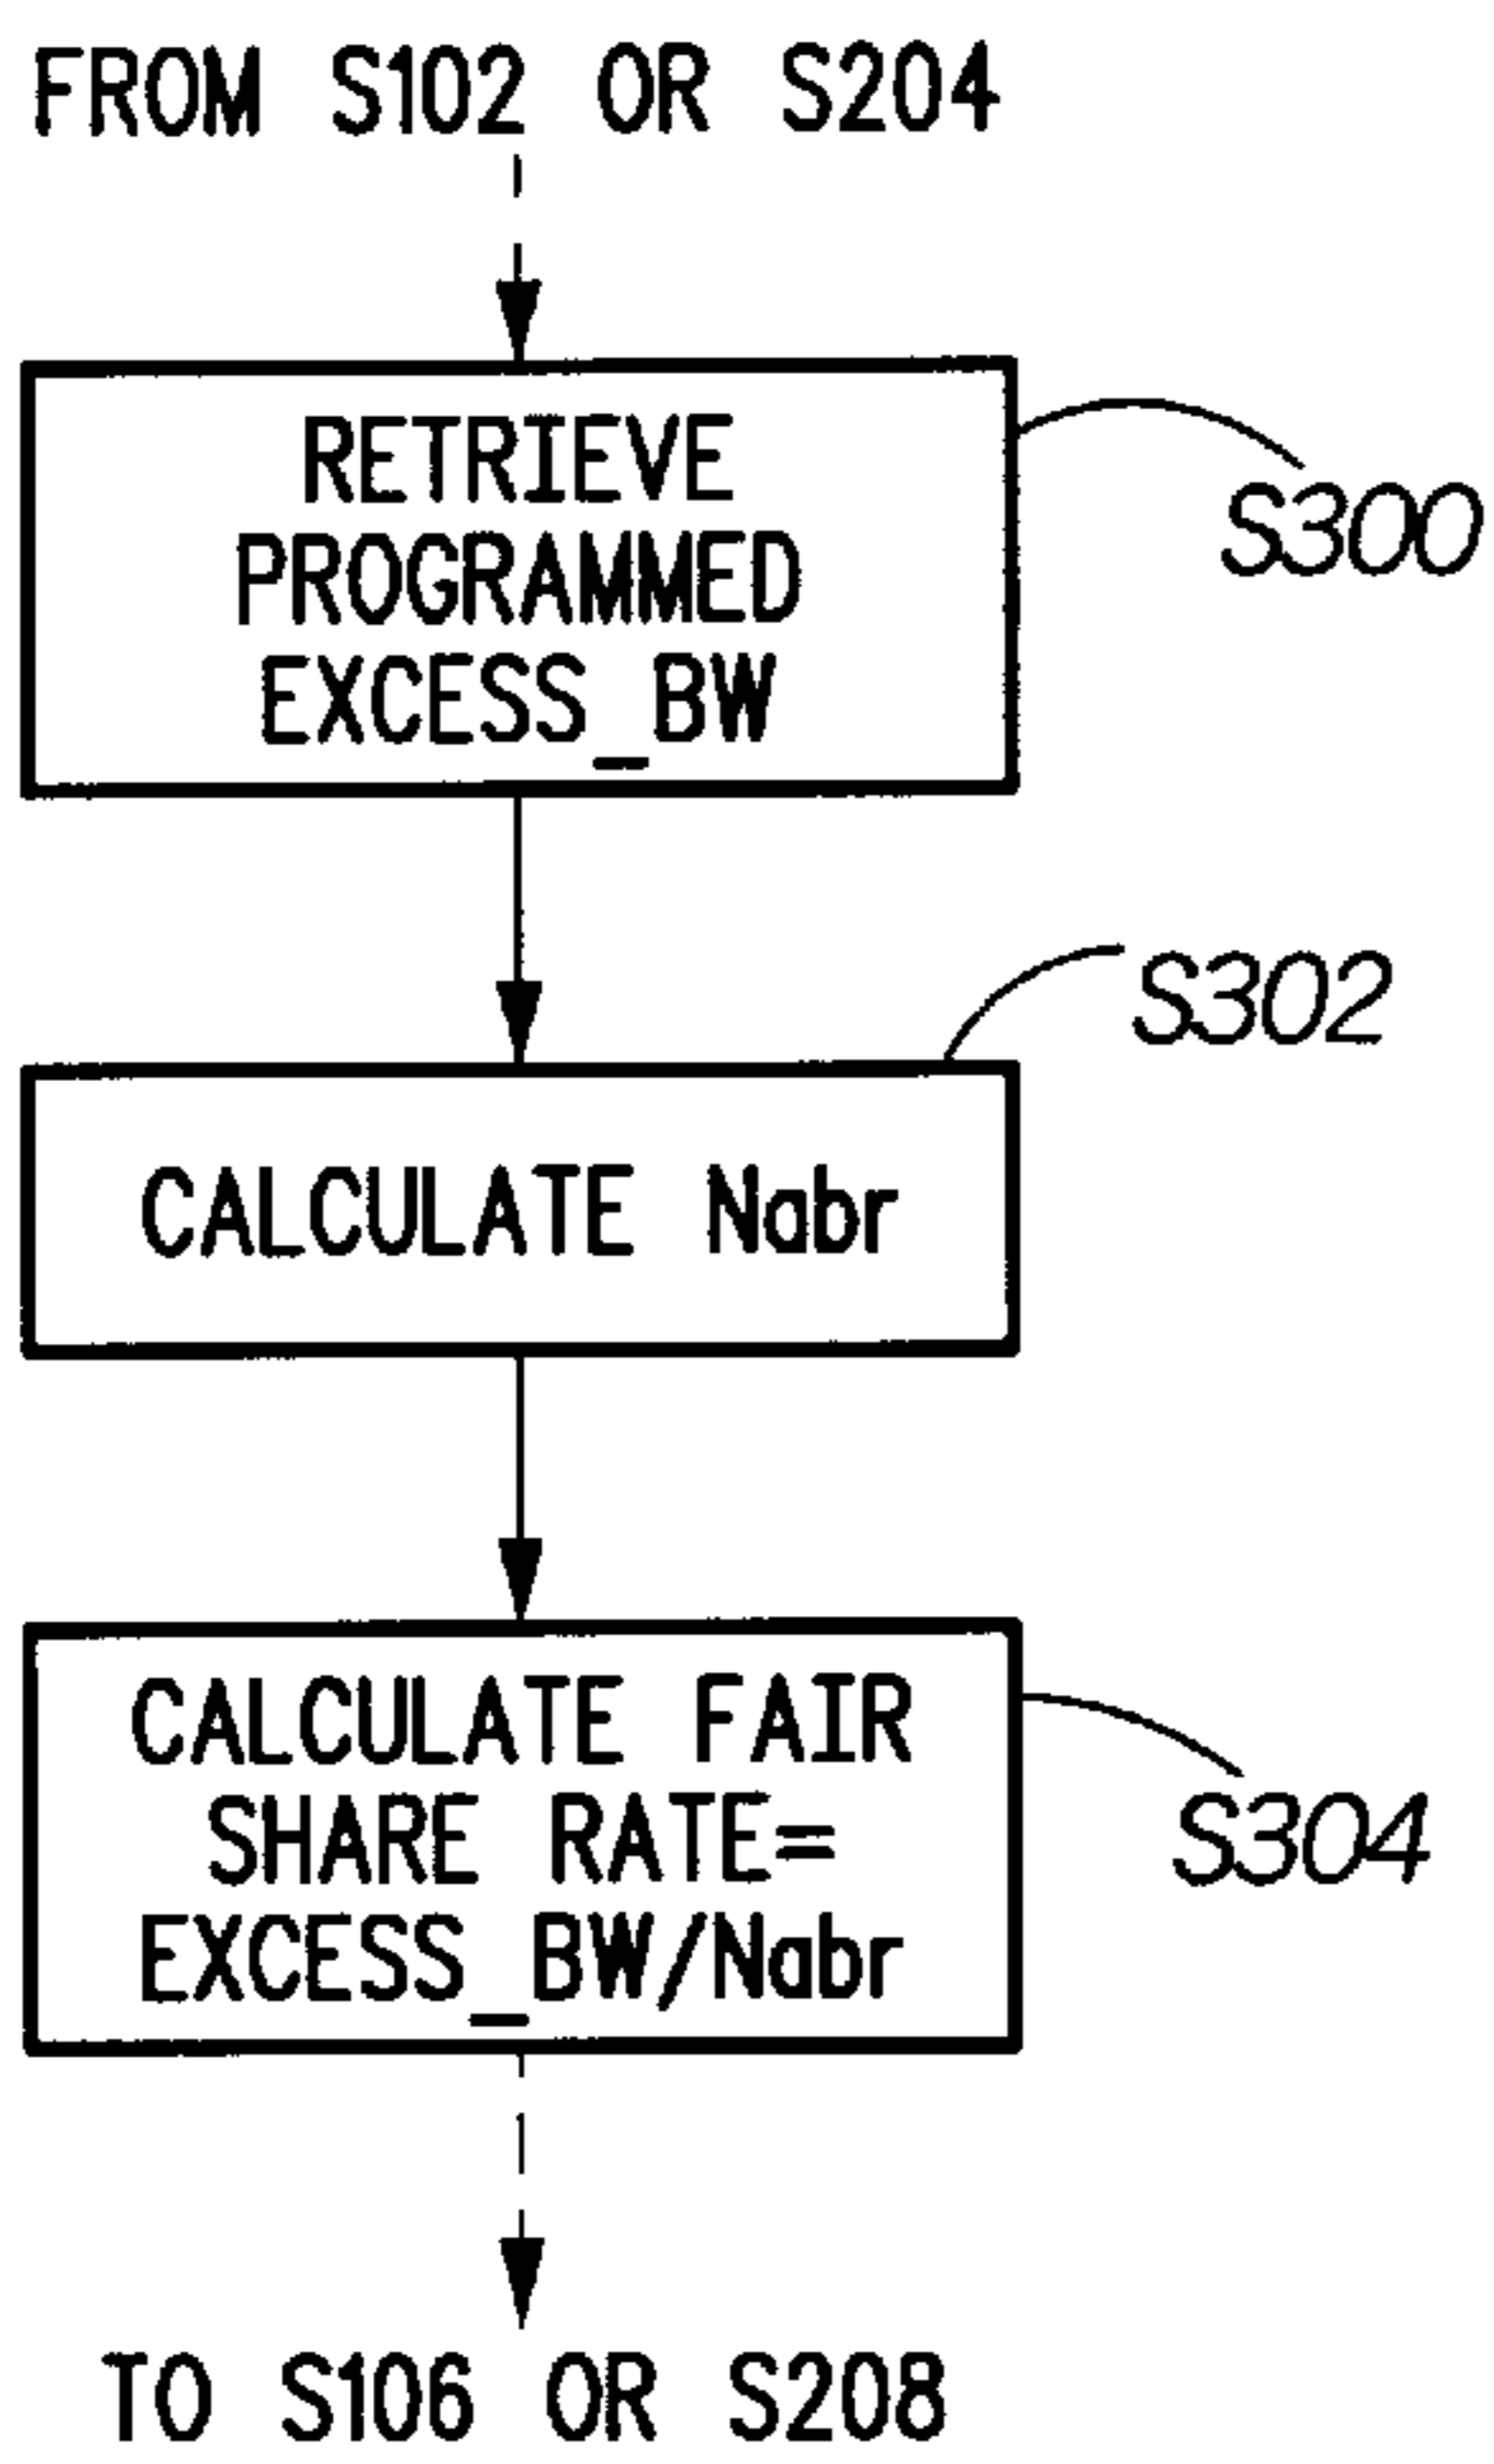 FROM S102 OR S204
RETRIEVE
PROGRAMMED
EXCESS_BW
S300
S302
CALCULATE Nabr
CALCULATE FAIR
SHARE RATE=
EXCESS_BW/Nabr
S304
TO S106 OR S208